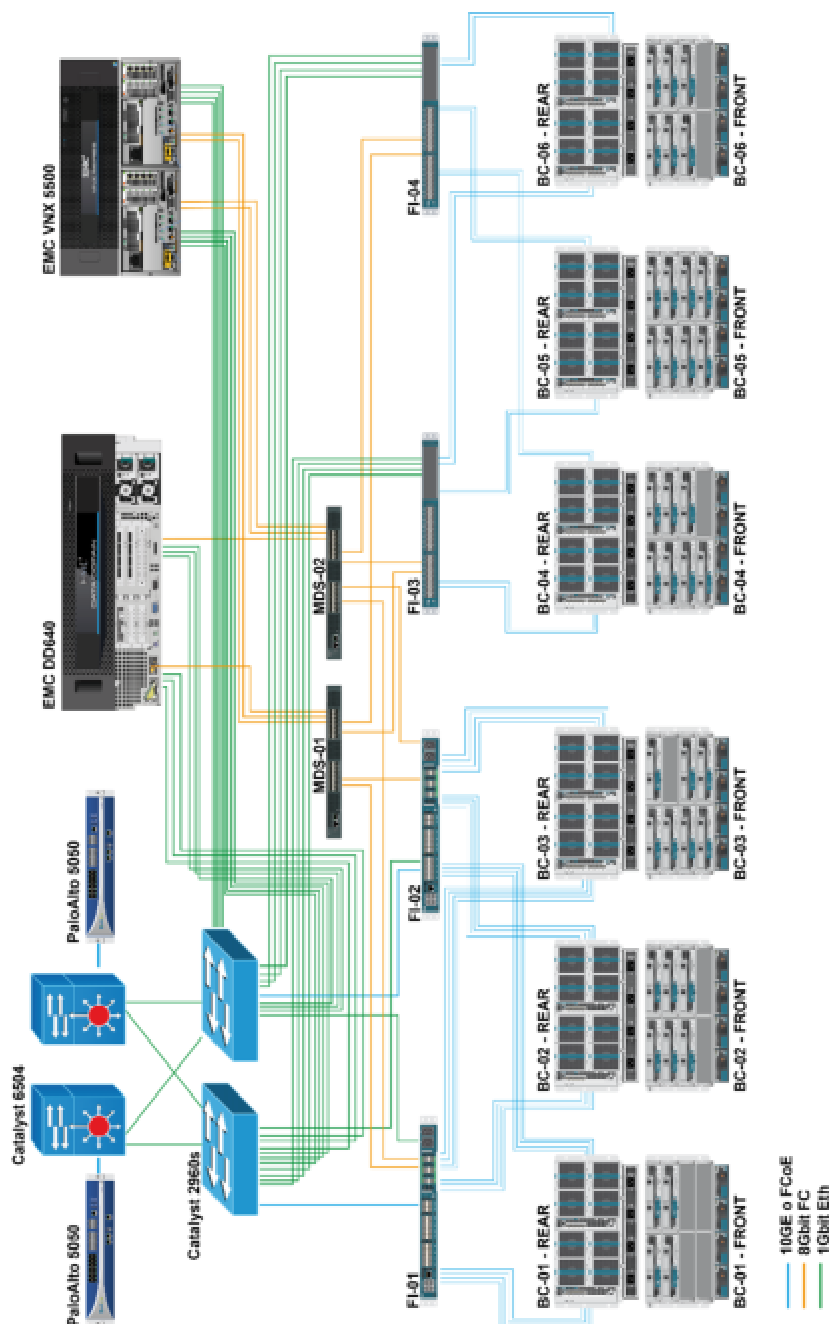 PaloAlto 5050
Catalyst 6504
PaloAlto 5050
EMC DD640
EMC VNX 5500
Catalyst 2960s
MDS-01
MDS-02
FI-01
FI-02
FI-03
FI-04
BC-01 - REAR
BC-02 - REAR
BC-03 - REAR
BC-04 - REAR
BC-05 - REAR
BC-06 - REAR
BC-01 - FRONT
BC-02 - FRONT
BC-03 - FRONT
BC-04 - FRONT
BC-05 - FRONT
BC-06 - FRONT
10GE o FCoE
8Gbit FC
1Gbit Eth